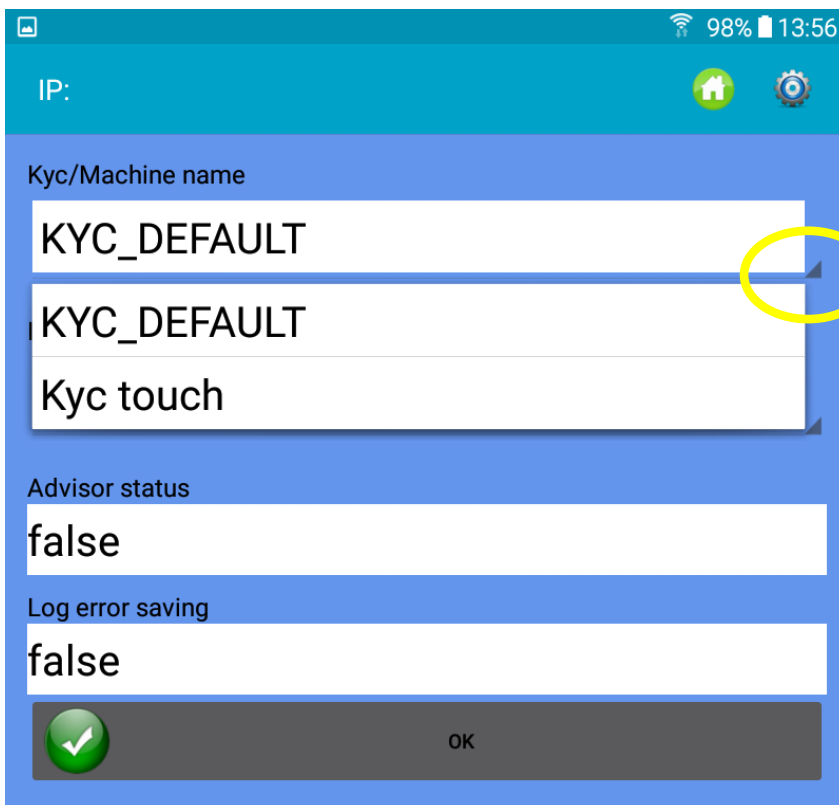 98% 13:56
IP:
Kyc/Machine name
KYC_DEFAULT
KYC_DEFAULT
Kyc touch
Advisor status
false
Log error saving
false
OK